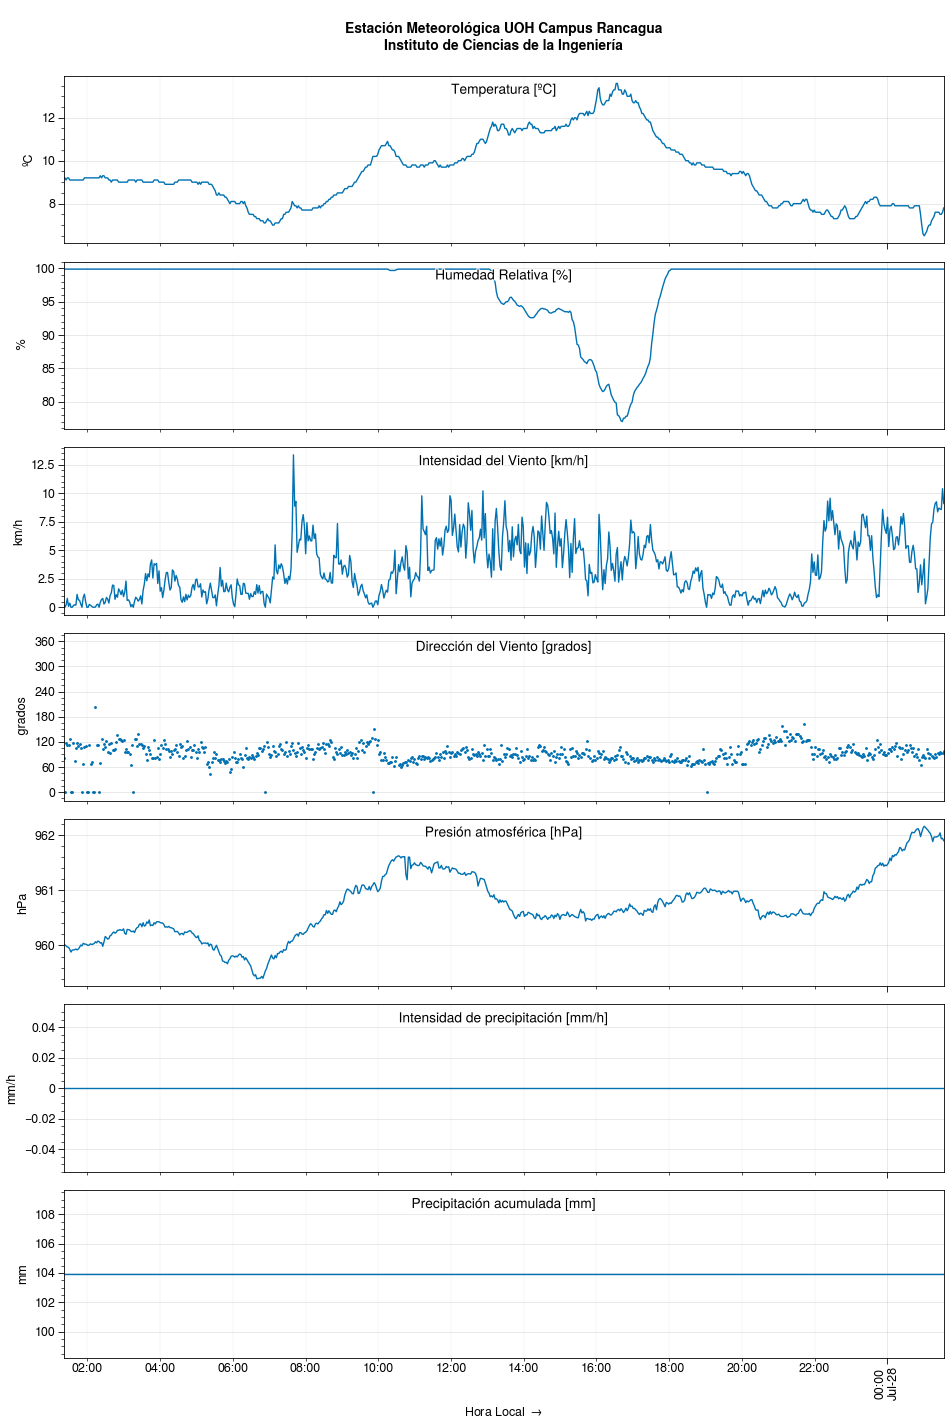 Estación Meteorológica UOH Campus Rancagua
Instituto de Ciencias de la Ingeniería
Temperatura [ºC]
ºC
12
10
8
Humedad Relativa [%]
%
100
95
90
85
80
Intensidad del Viento [km/h]
km/h
12.5
10
7.5
5
2.5
0
Dirección del Viento [grados]
grados
360
300
240
180
120
60
0
Presión atmosférica [hPa]
hPa
962
961
960
Intensidad de precipitación [mm/h]
mm/h
0.04
0.02
0
−0.02
−0.04
Precipitación acumulada [mm]
mm
108
106
104
102
100
02:00 04:00 06:00 08:00 10:00 12:00 14:00 16:00 18:00 20:00 22:00
00:00
Jul-28
Hora Local →